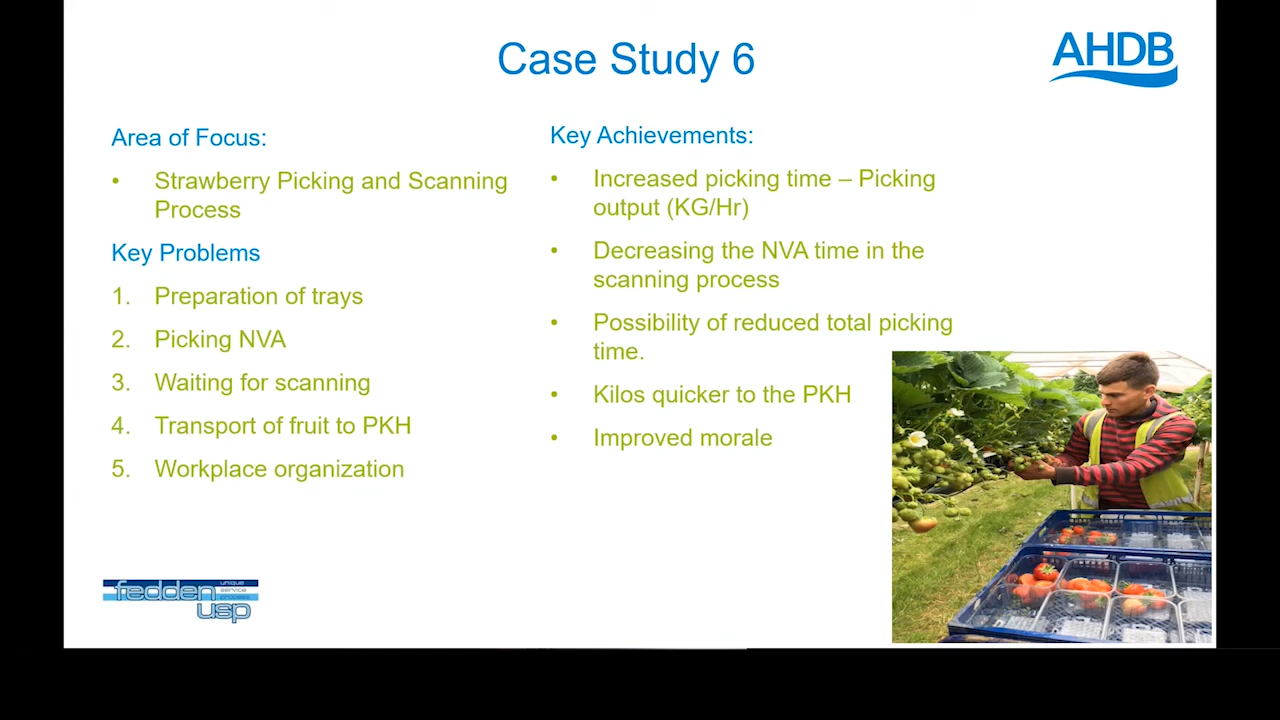 Case Study 6
AHDB
Area of Focus:
• Strawberry Picking and Scanning
Process
Key Problems
1. Preparation of trays
2. Picking NVA
3. Waiting for scanning
4. Transport of fruit to PKH
5. Workplace organization
Key Achievements:
• Increased picking time – Picking
output (KG/Hr)
• Decreasing the NVA time in the
scanning process
• Possibility of reduced total picking
time.
• Kilos quicker to the PKH
• Improved morale
fedden
unique
service
process
usp